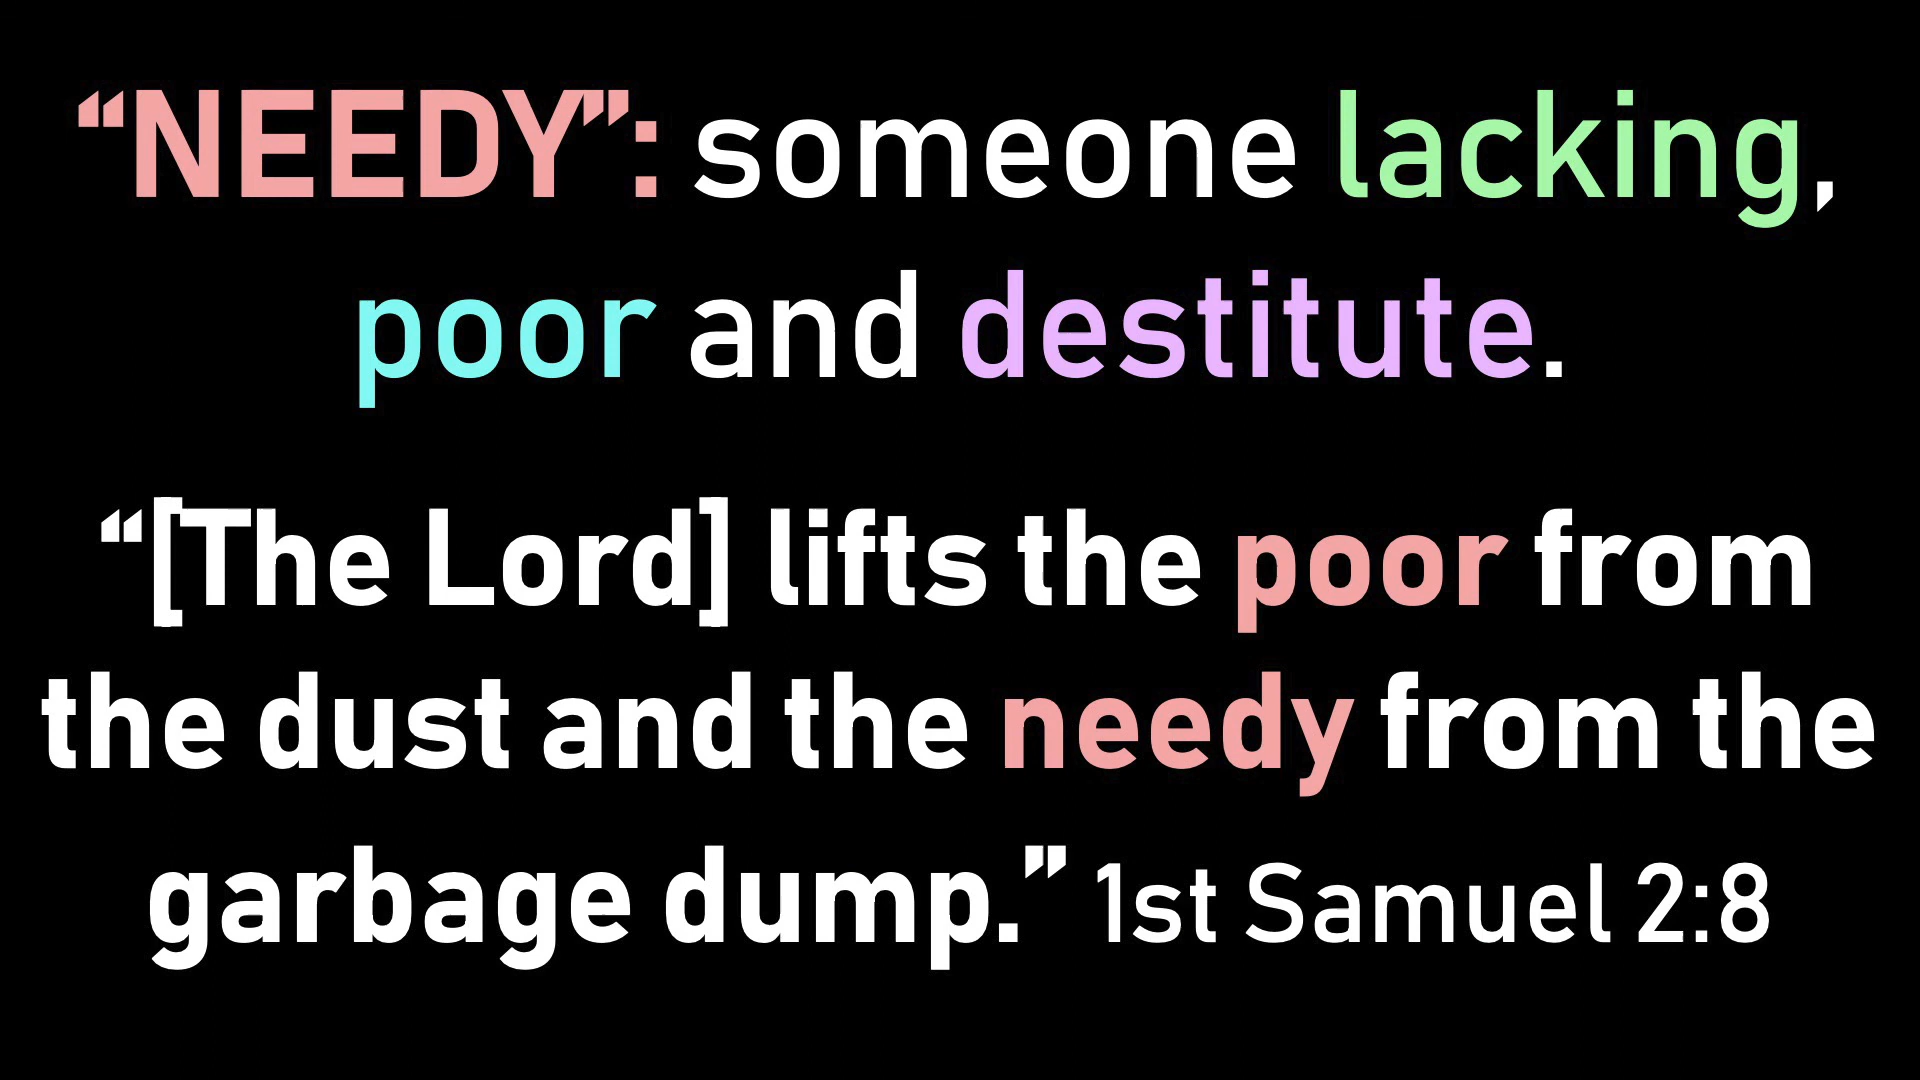 “NEEDY”: someone lacking,
poor and destitute.
“[The Lord] lifts the poor from
the dust and the needy from the
garbage dump.” 1st Samuel 2:8